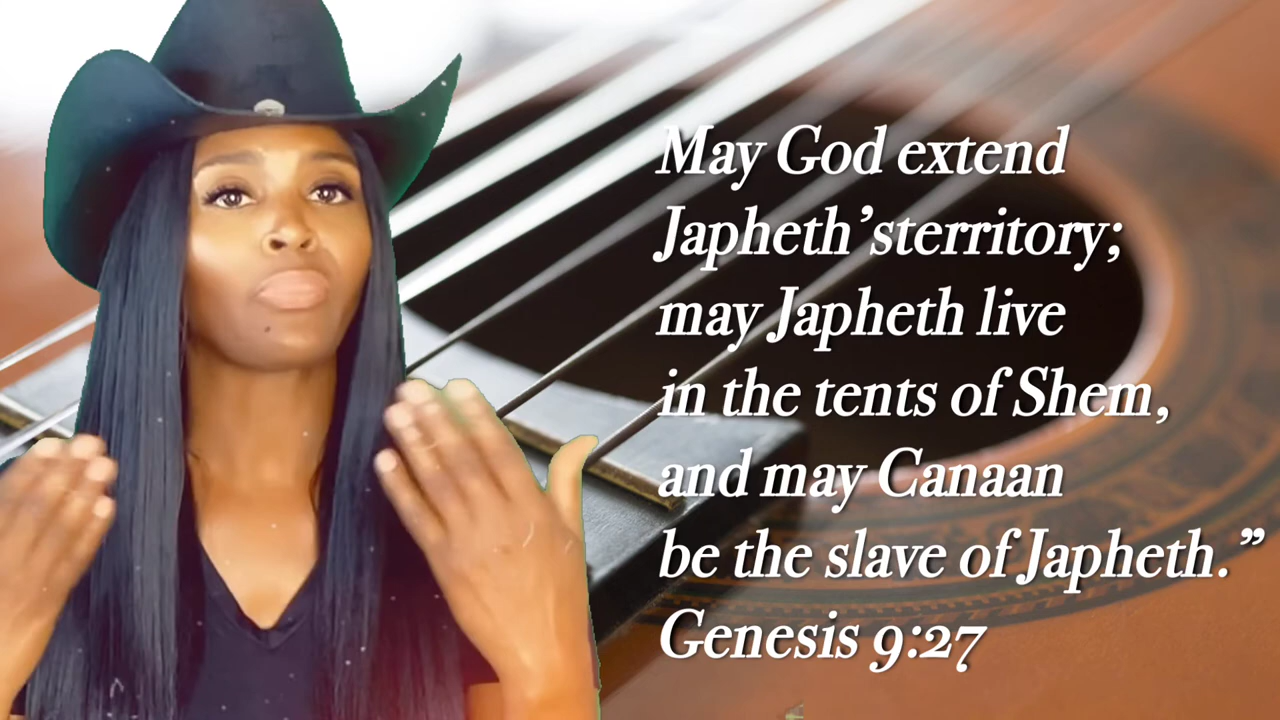 May God extend
Japheth’sterritory;
may Japheth live
in the tents of Shem,
and may Canaan
be the slave of Japheth.”
Genesis 9:27